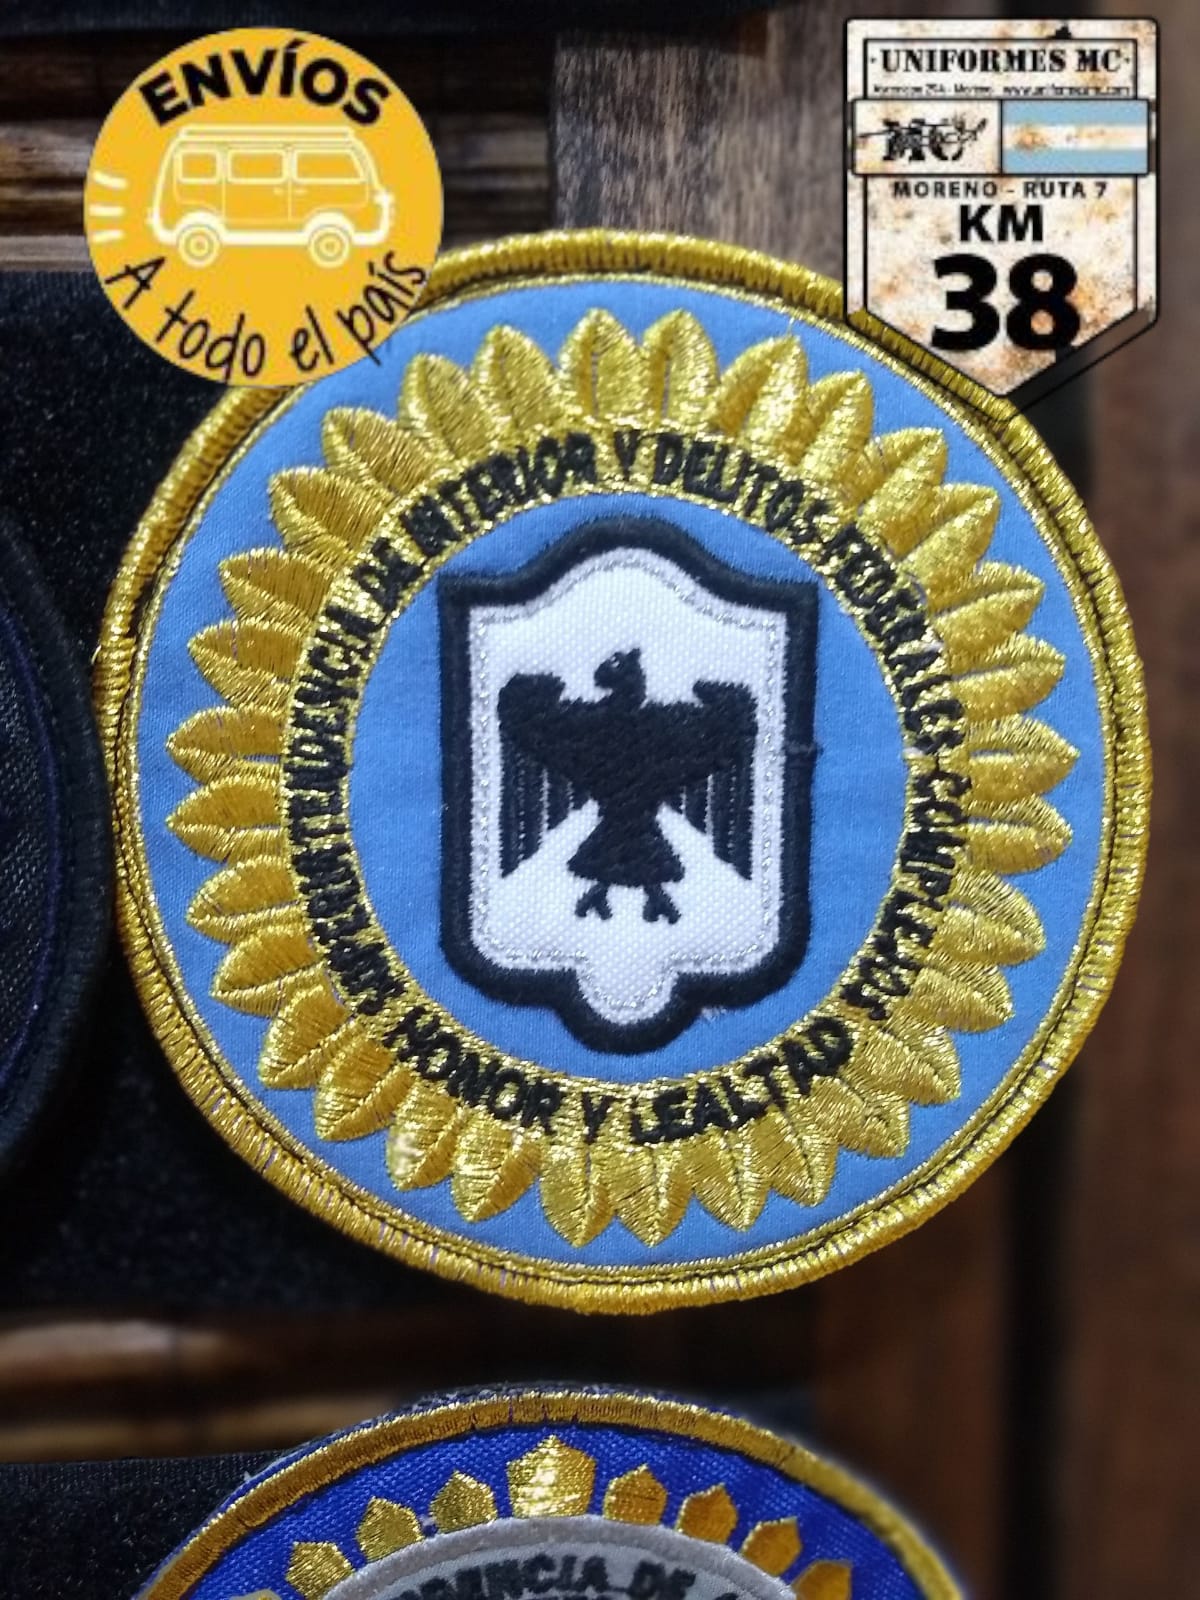 ENVÍOS
A todo el país
·UNIFORMES MC·
MC
MORENO - RUTA 7
KM
38
SUPERINTENDENCIA DE INTERIOR Y DELITOS FEDERALES COMPLEJOS
HONOR Y LEALTAD
DE